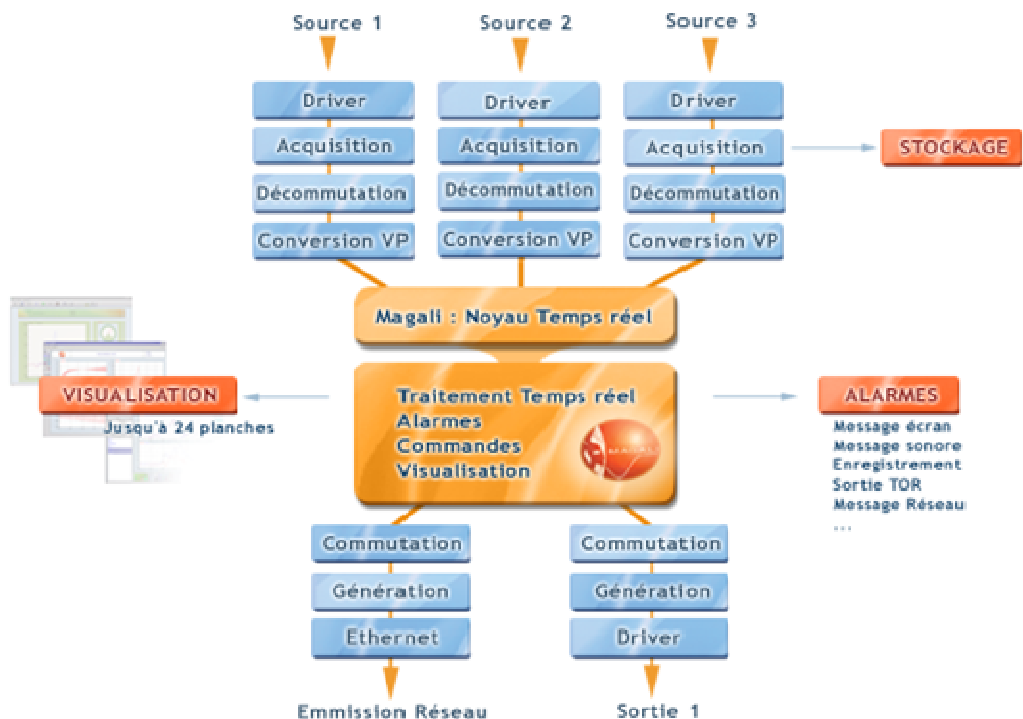 Source 1
Source 2
Source 3
Driver
Driver
Driver
Acquisition
Acquisition
Acquisition
STOCKAGE
Décommutation
Décommutation
Décommutation
Conversion VP
Conversion VP
Conversion VP
Magali : Noyau Temps réel
VISUALISATION
Jusqu'à 24 planches
Traitement Temps réel
Alarmes
Commandes
Visualisation
MAGALI
ALARMES
Message écran
Message sonore
Enregistrement
Sortie TOR
Message Réseau
...
Commutation
Commutation
Génération
Génération
Ethernet
Driver
Emmission Réseau
Sortie 1